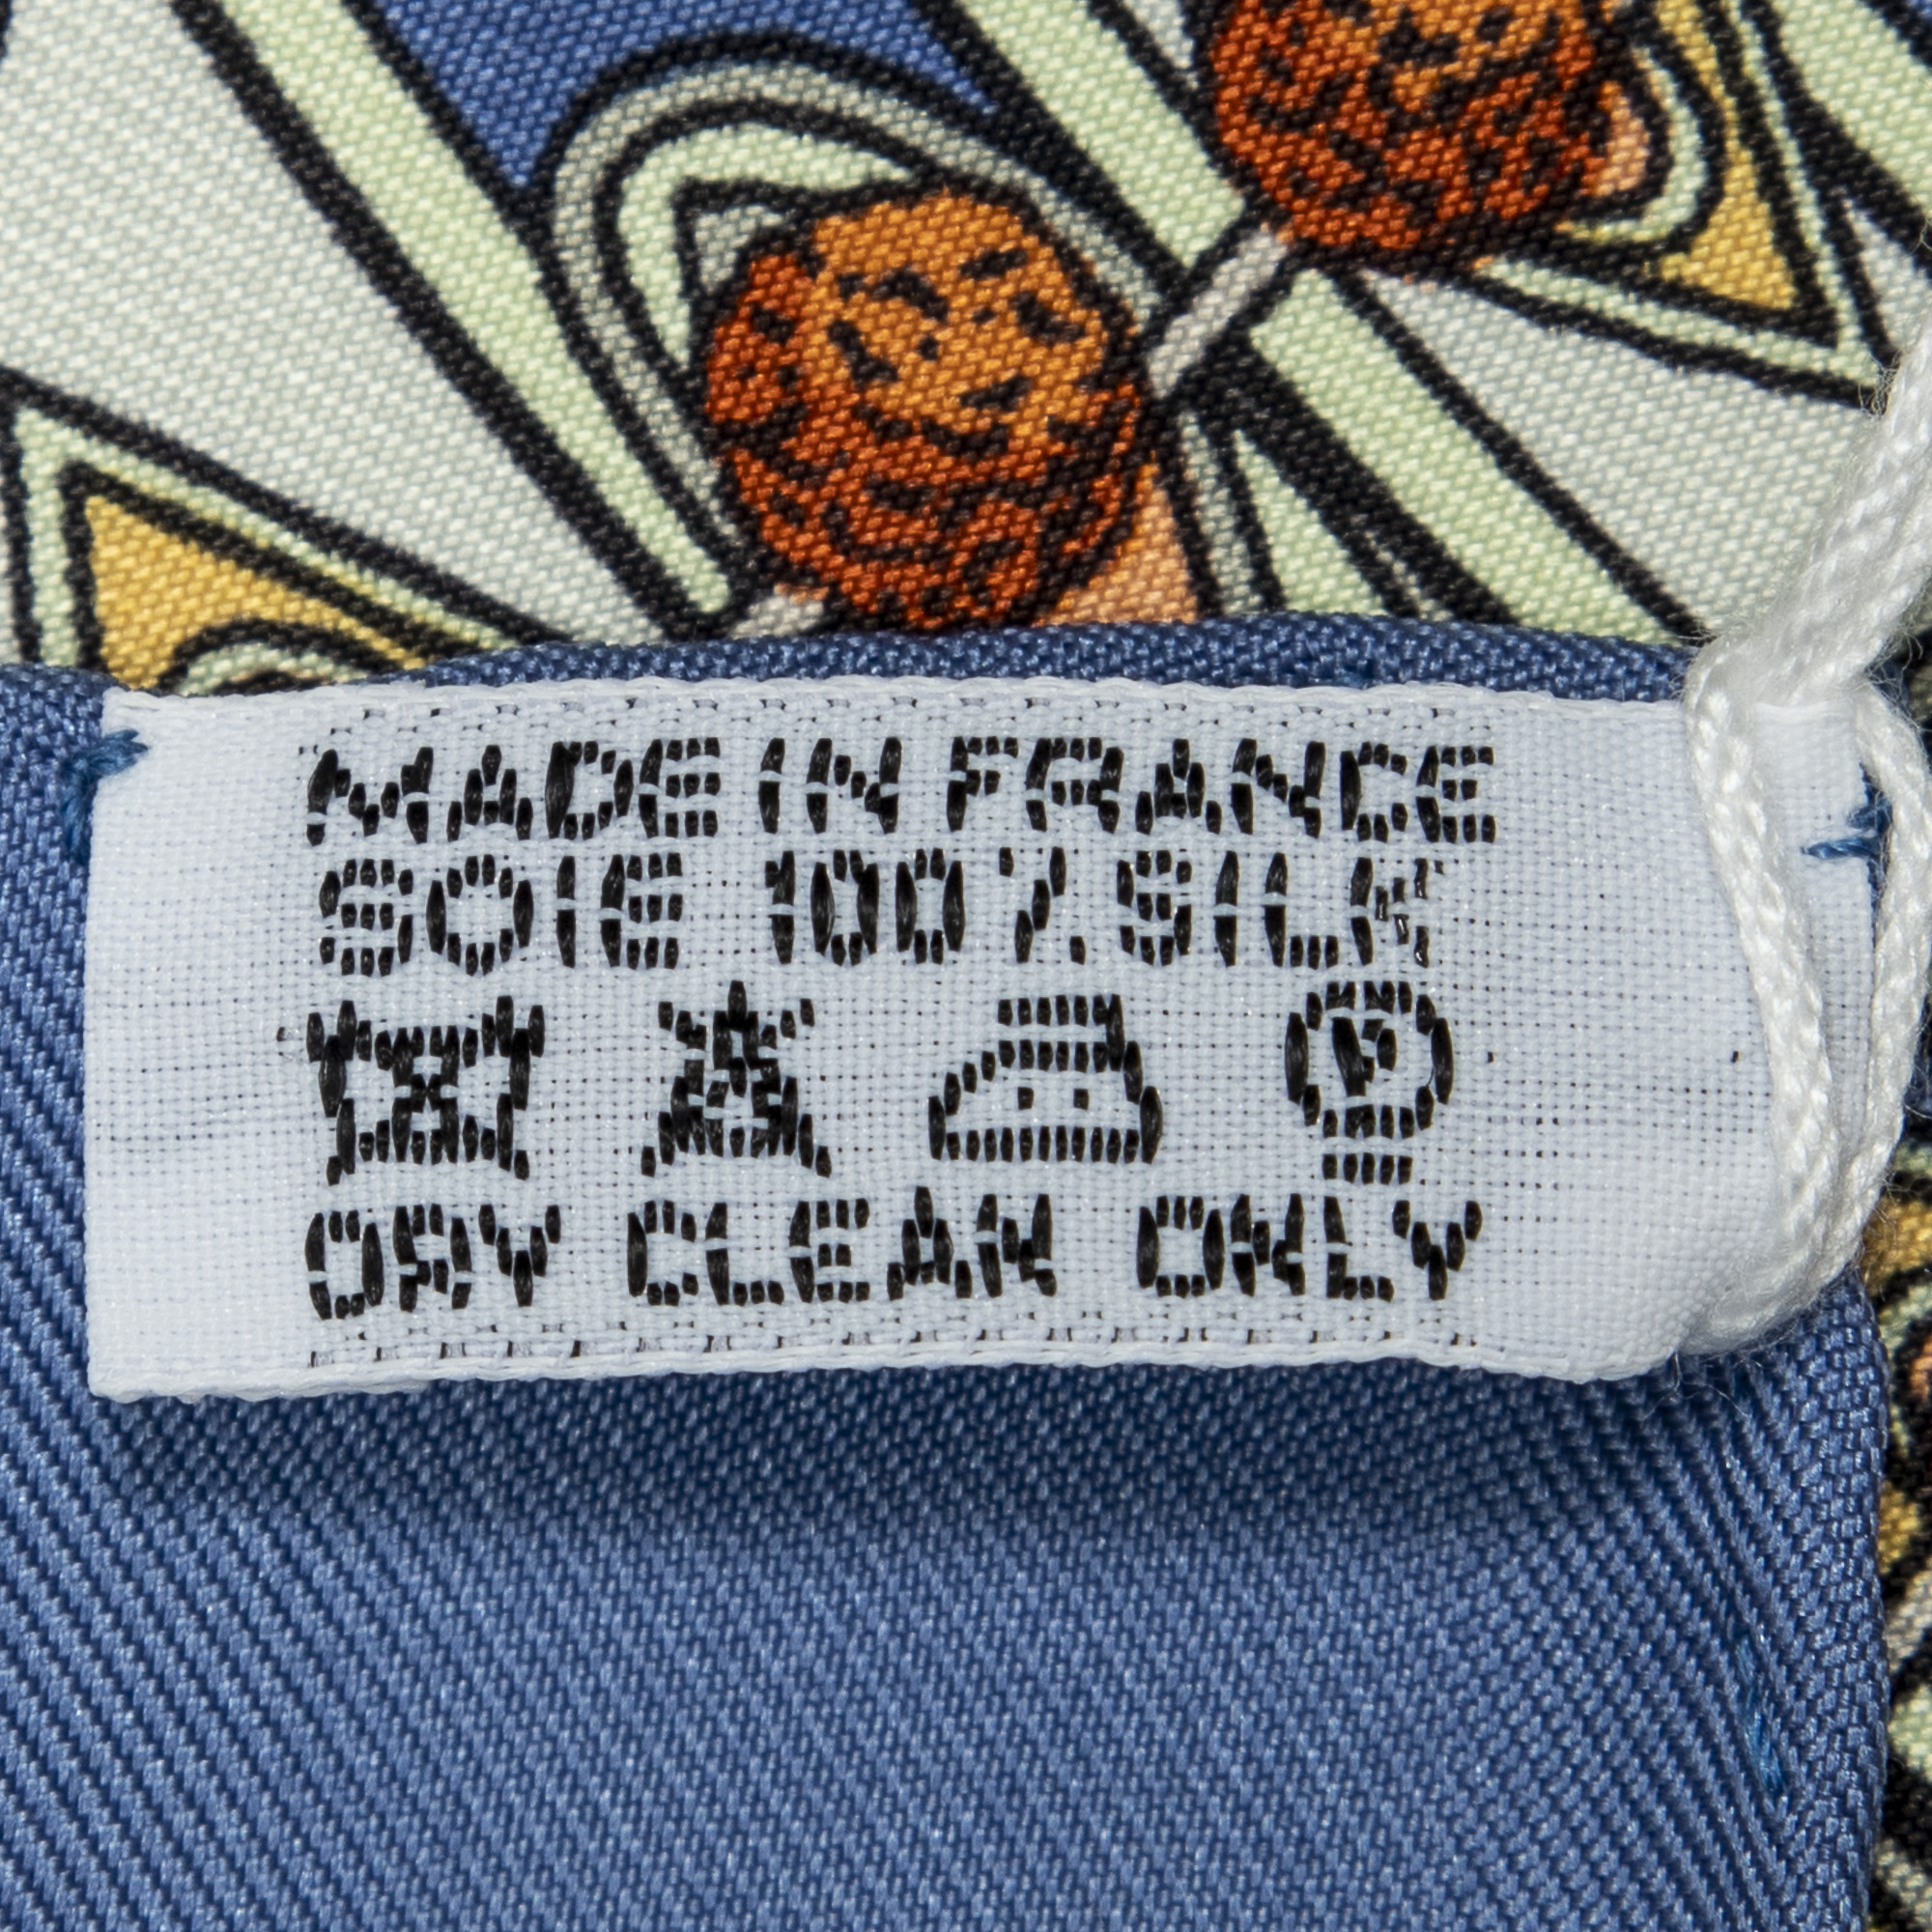 MADE IN FRANCE
SOIE 100% SILK
P
DRY CLEAN ONLY